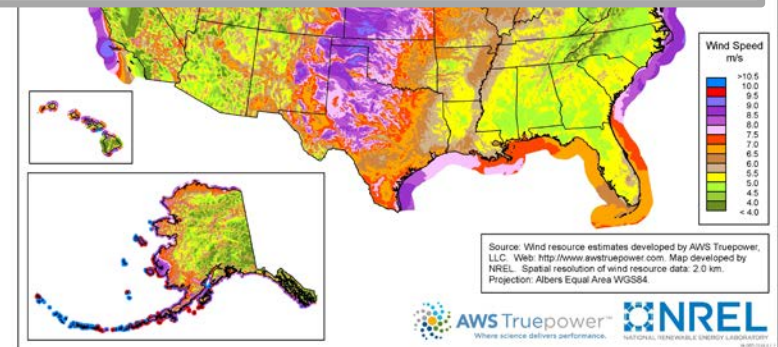 Wind Speed
m/s
>10.5
10.0
9.5
9.0
8.5
8.0
7.5
7.0
6.5
6.0
5.5
5.0
4.5
4.0
< 4.0
Source: Wind resource estimates developed by AWS Truepower,
LLC. Web: http://www.awstruepower.com. Map developed by
NREL. Spatial resolution of wind resource data: 2.0 km.
Projection: Albers Equal Area WGS84.
AWS Truepower™
Where science delivers performance.
NREL
NATIONAL RENEWABLE ENERGY LABORATORY